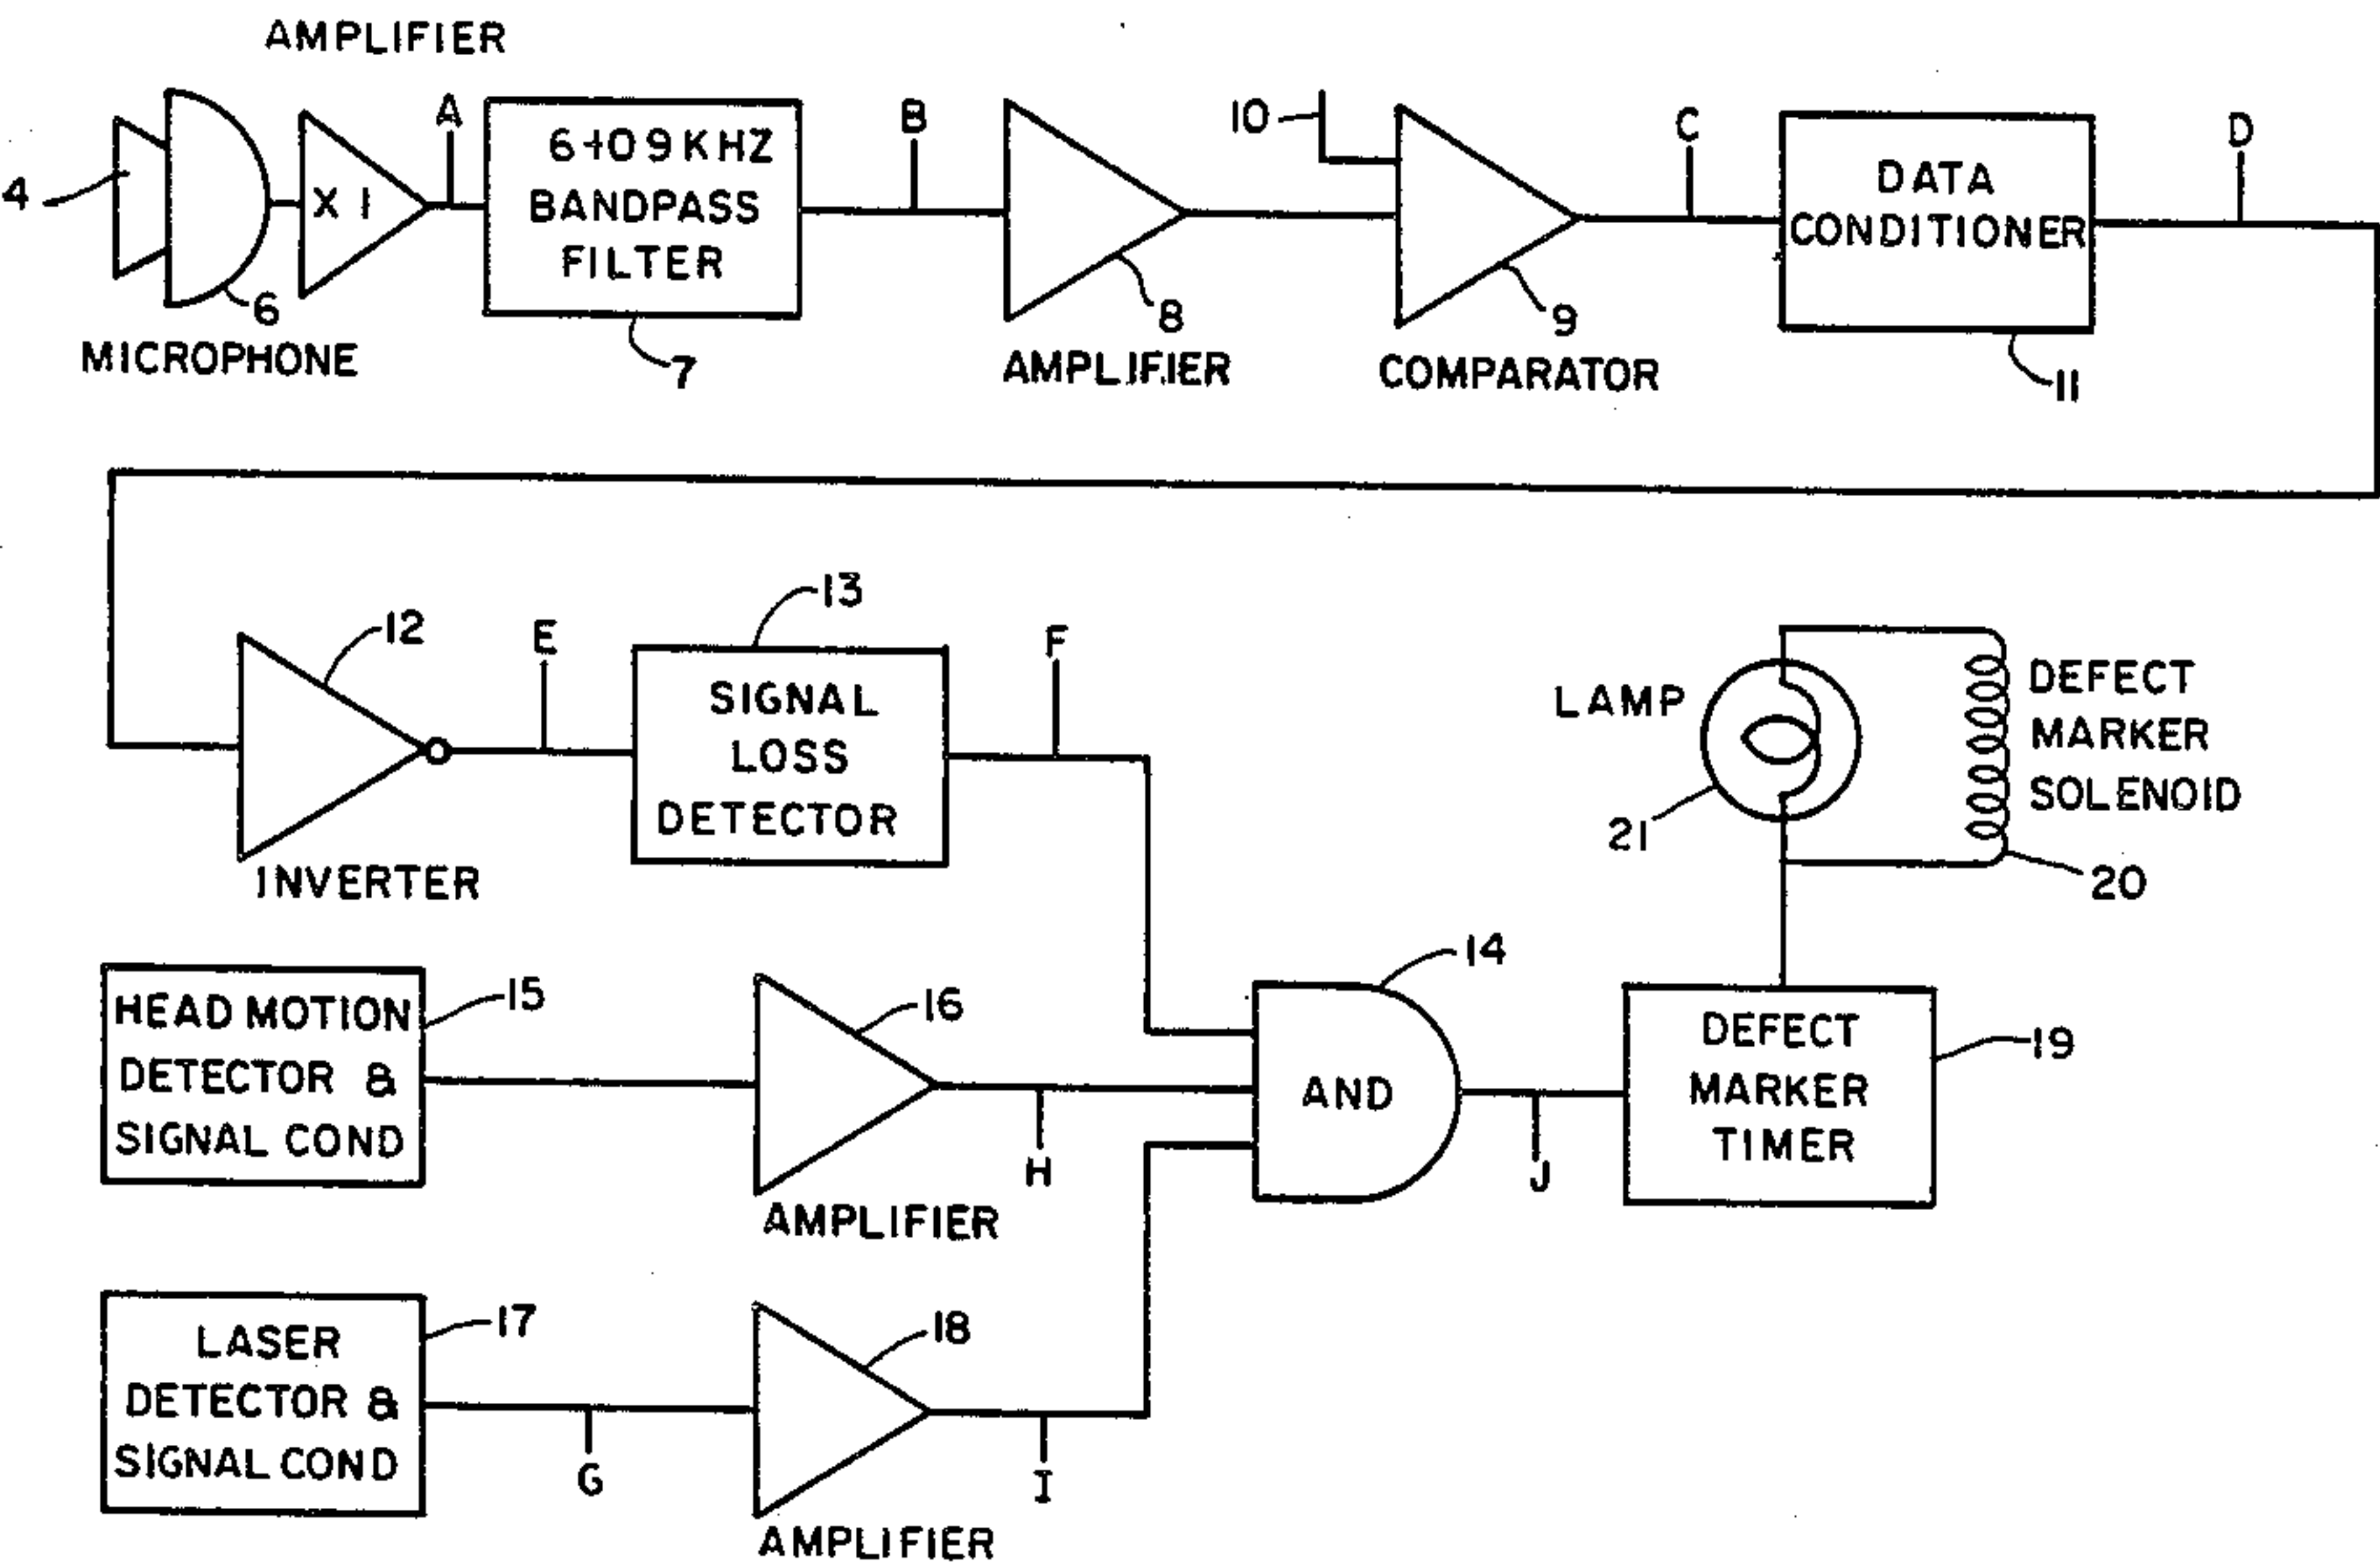 AMPLIFIER
A
B
10
C
D
4
X 1
6 TO 9 KHZ
BANDPASS
FILTER
DATA
CONDITIONER
6
7
8
9
11
MICROPHONE
AMPLIFIER
COMPARATOR
12
E
13
F
SIGNAL
LOSS
DETECTOR
INVERTER
LAMP
21
DEFECT
MARKER
SOLENOID
20
HEAD MOTION
DETECTOR &
SIGNAL COND
15
16
H
AMPLIFIER
14
AND
J
DEFECT
MARKER
TIMER
19
LASER
DETECTOR &
SIGNAL COND
17
G
18
I
AMPLIFIER